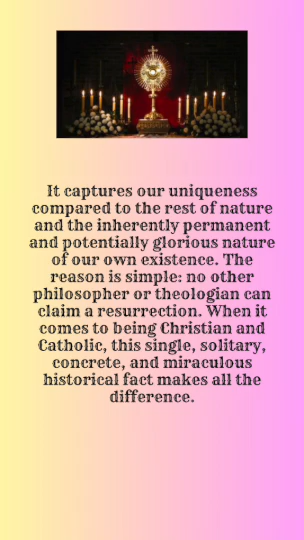 It captures our uniqueness
compared to the rest of nature
and the inherently permanent
and potentially glorious nature
of our own existence. The
reason is simple: no other
philosopher or theologian can
claim a resurrection. When it
comes to being Christian and
Catholic, this single, solitary,
concrete, and miraculous
historical fact makes all the
difference.